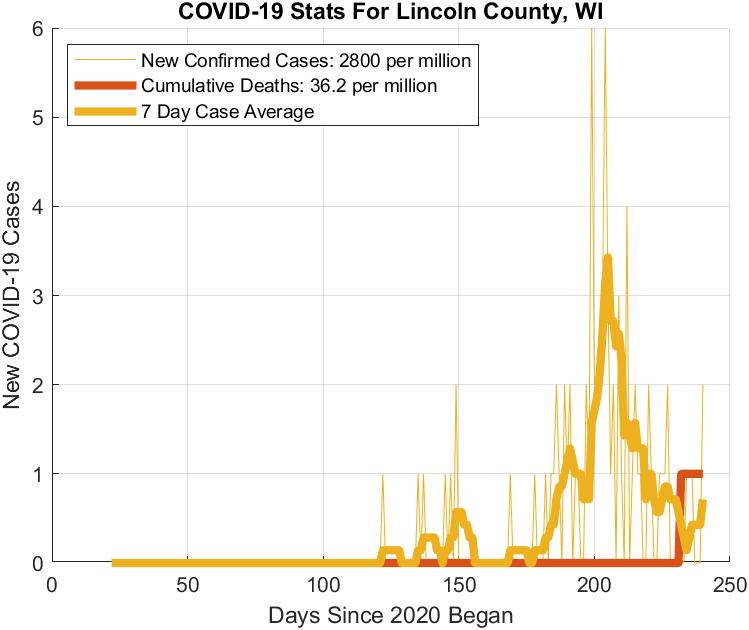 COVID-19 Stats For Lincoln County, WI
New Confirmed Cases: 2800 per million
Cumulative Deaths: 36.2 per million
7 Day Case Average
New COVID-19 Cases
6
5
4
3
2
1
0
0 50 100 150 200 250
Days Since 2020 Began